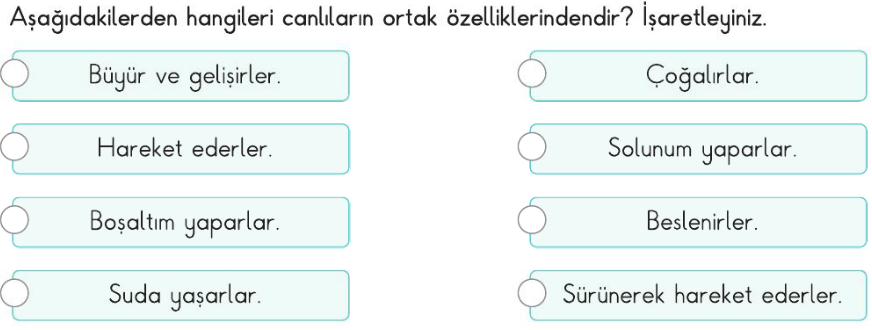 Aşağıdakilerden hangileri canlıların ortak özelliklerindendir? İşaretleyiniz.
Büyür ve gelişirler.
Çoğalırlar.
Hareket ederler.
Solunum yaparlar.
Boşaltım yaparlar.
Beslenirler.
Suda yaşarlar.
Sürünerek hareket ederler.